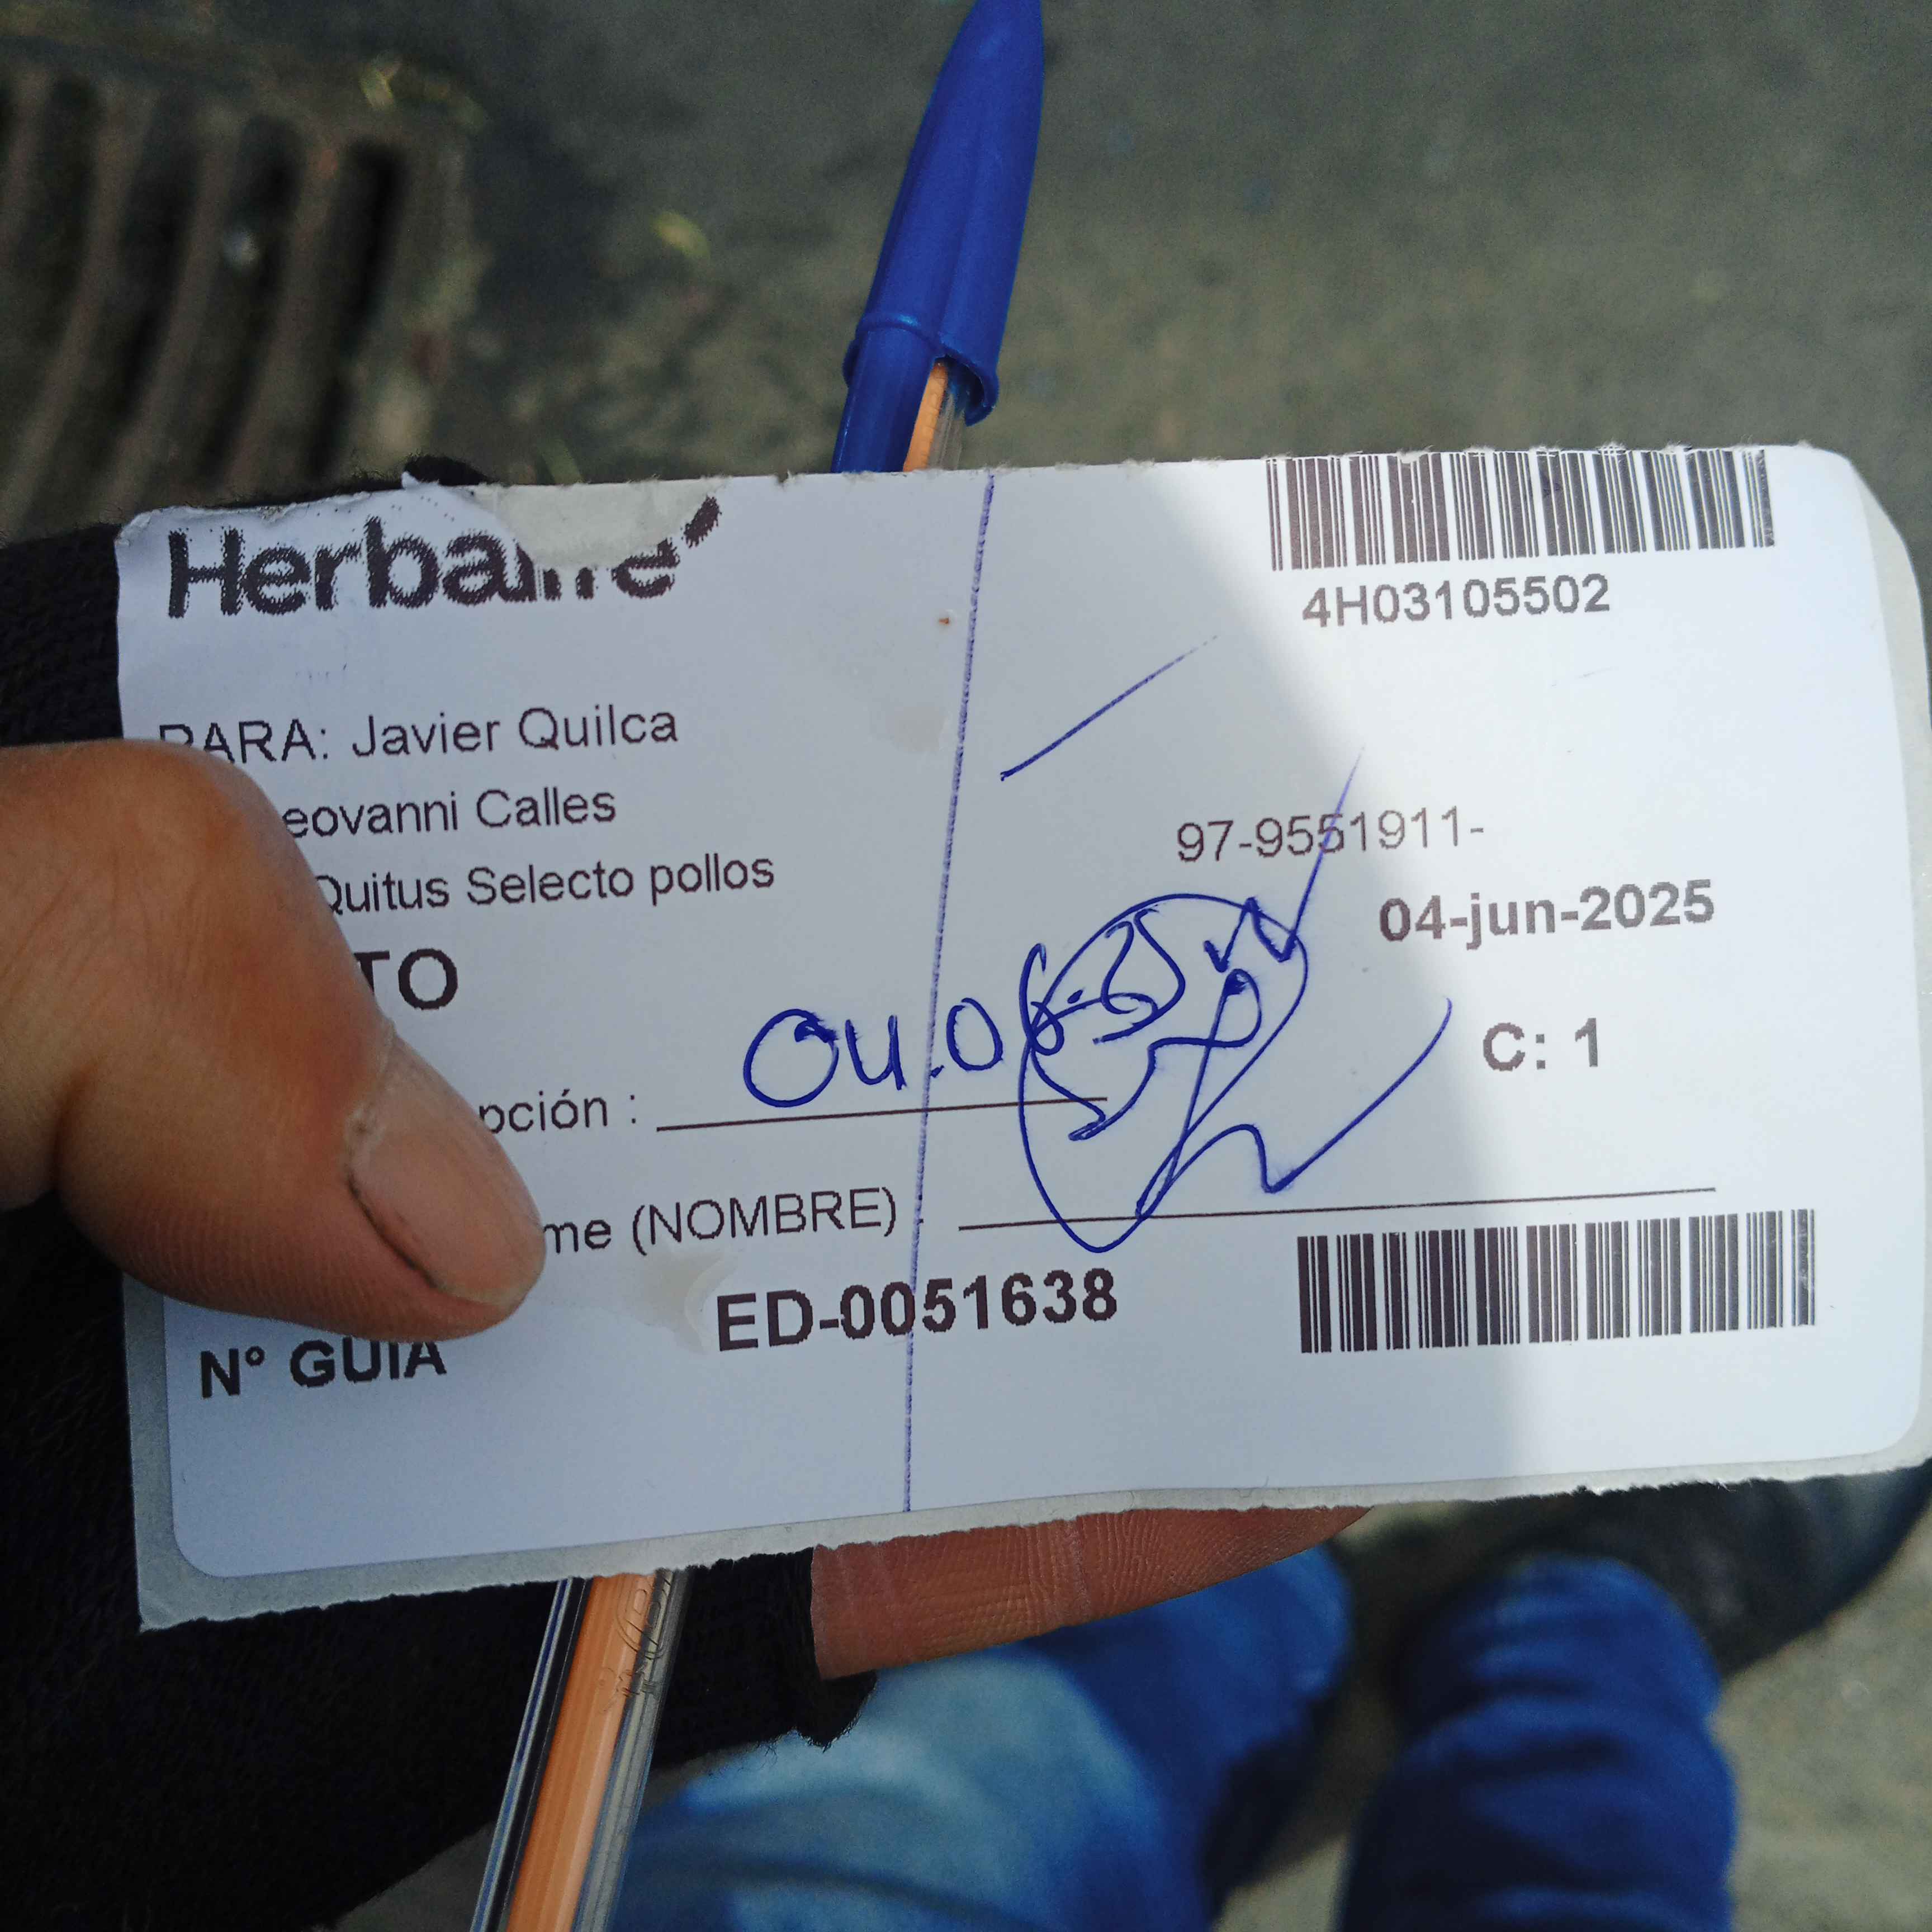 Herbalife
4H03105502
PARA: Javier Quilca
eovanni Calles
97-9551911-
Quitus Selecto pollos
04-jun-2025
TO
C: 1
pción : 04.06.25
me (NOMBRE) :
ED-0051638
N° GUIA